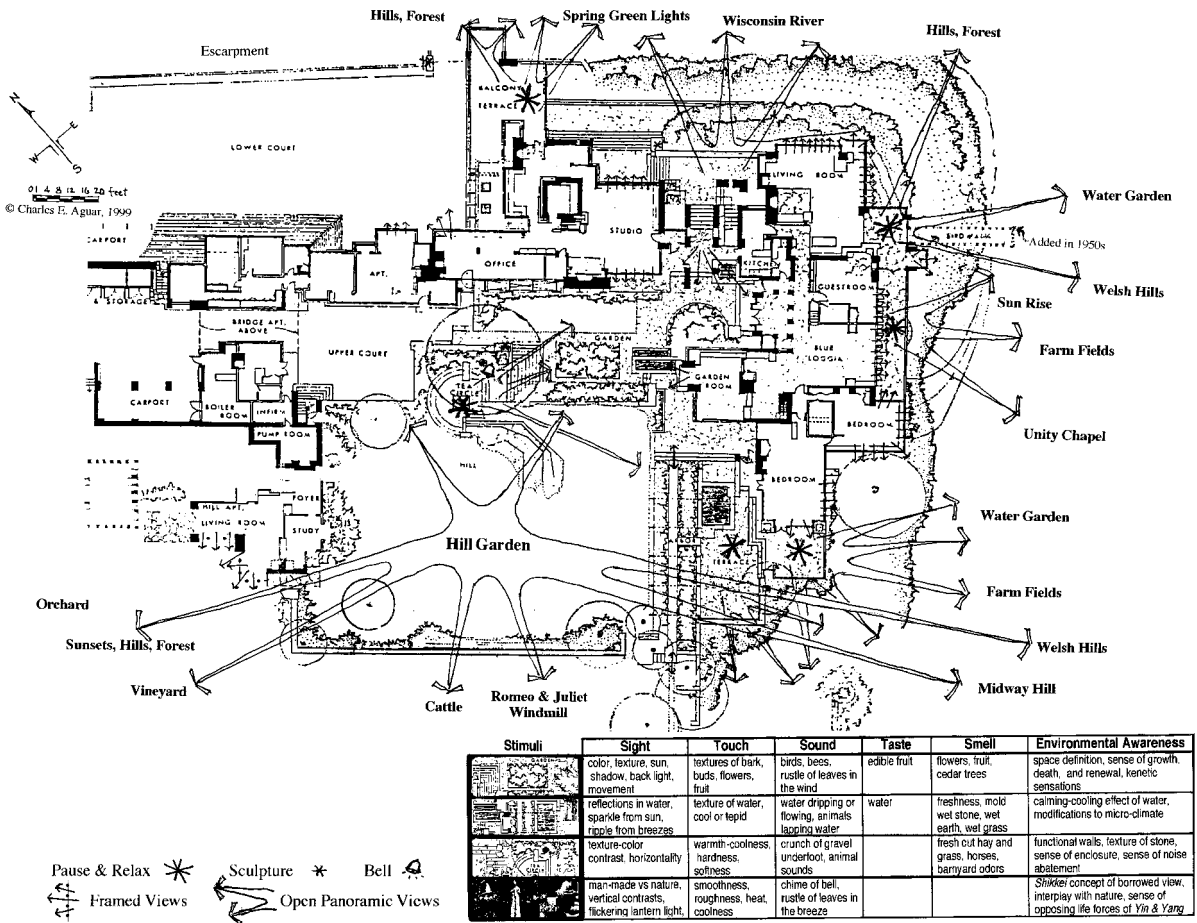 Hills, Forest
Spring Green Lights
Wisconsin River
Hills, Forest
Escarpment
BALCONY
TERRACE
N
E
W
S
LOWER COURT
LIVING ROOM
01 4 8 12 16 20 feet
© Charles E. Aguar, 1999
Water Garden
BIRDWALK
Added in 1950s
CARPORT
STUDIO
OFFICE
KITCHEN
APT.
GUESTROOM
Welsh Hills
& STORAGE
Sun Rise
BRIDGE APT.
ABOVE
UPPER COURT
GARDEN
BLUE
LOGGIA
Farm Fields
GARDEN
ROOM
TEA
CIRCLE
CARPORT
BOILER
ROOM
INFIRM
BEDROOM
PUMP ROOM
Unity Chapel
HILL
BEDROOM
FOYER
HILL APT.
LIVING ROOM
STUDY
Water Garden
Hill Garden
ARBOR
TERRACE
Farm Fields
Orchard
Sunsets, Hills, Forest
Welsh Hills
Vineyard
Cattle
Romeo & Juliet
Windmill
Midway Hill
Stimuli Sight Touch Sound Taste Smell Environmental Awareness
GARDEN
color, texture, sun,
shadow, back light,
movement
textures of bark,
buds, flowers,
fruit
birds, bees,
rustle of leaves in
the wind
edible fruit
flowers, fruit,
cedar trees
space definition, sense of growth,
death, and renewal, kenetic
sensations
reflections in water,
sparkle from sun,
ripple from breezes
texture of water,
cool or tepid
water dripping or
flowing, animals
lapping water
water
freshness, mold
wet stone, wet
earth, wet grass
calming-cooling effect of water,
modifications to micro-climate
texture-color
contrast, horizontality
warmth-coolness,
hardness,
softness
crunch of gravel
underfoot, animal
sounds
fresh cut hay and
grass, horses,
barnyard odors
functional walls, texture of stone,
sense of enclosure, sense of noise
abatement
man-made vs nature,
vertical contrasts,
flickering lantern light,
smoothness,
roughness, heat,
coolness
chime of bell,
rustle of leaves in
the breeze
Shikkei concept of borrowed view,
interplay with nature, sense of
opposing life forces of Yin & Yang
Pause & Relax
Sculpture
Bell
Framed Views
Open Panoramic Views